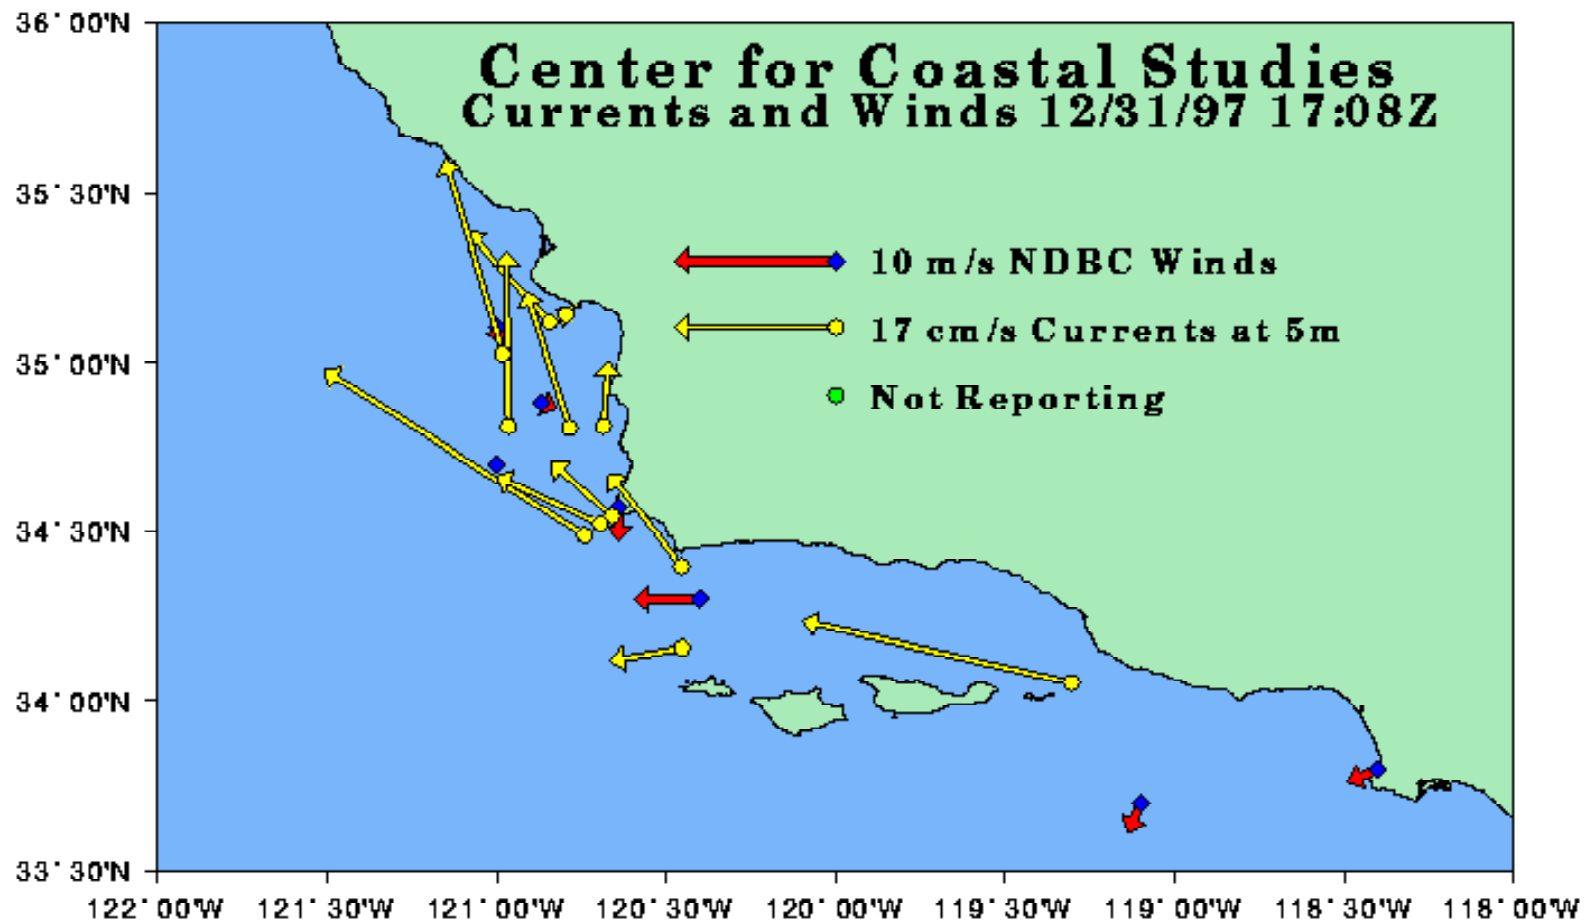 Center for Coastal Studies
Currents and Winds 12/31/97 17:08Z
36°00'N
35°30'N
35°00'N
34°30'N
34°00'N
33°30'N
10 m/s NDBC Winds
17 cm/s Currents at 5m
Not Reporting
122°00'W 121°30'W 121°00'W 120°30'W 120°00'W 119°30'W 119°00'W 118°30'W 118°00'W